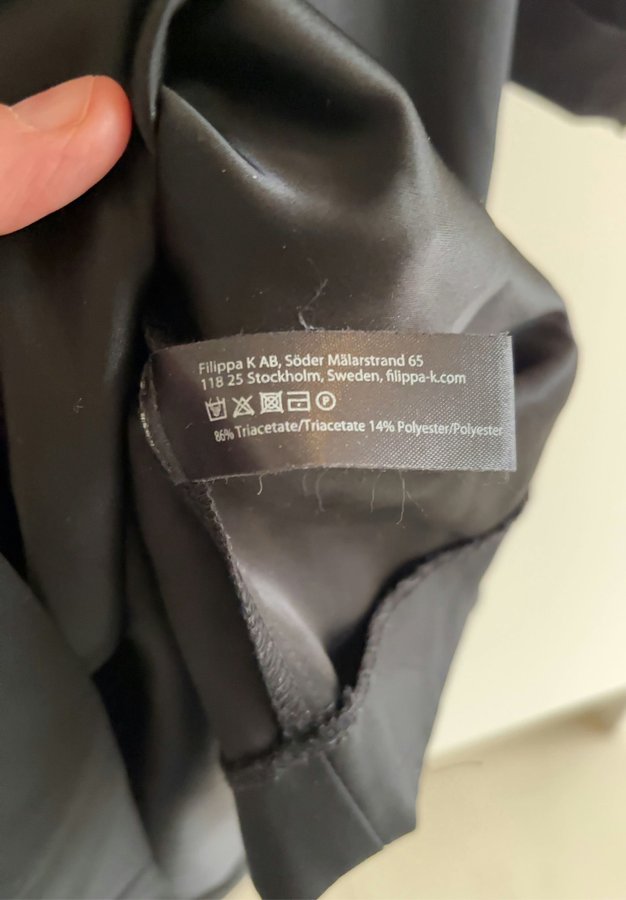 Filippa K AB, Söder Mälarstrand 65
118 25 Stockholm, Sweden, filippa-k.com
P
86% Triacetate/Triacetate 14% Polyester/Polyester